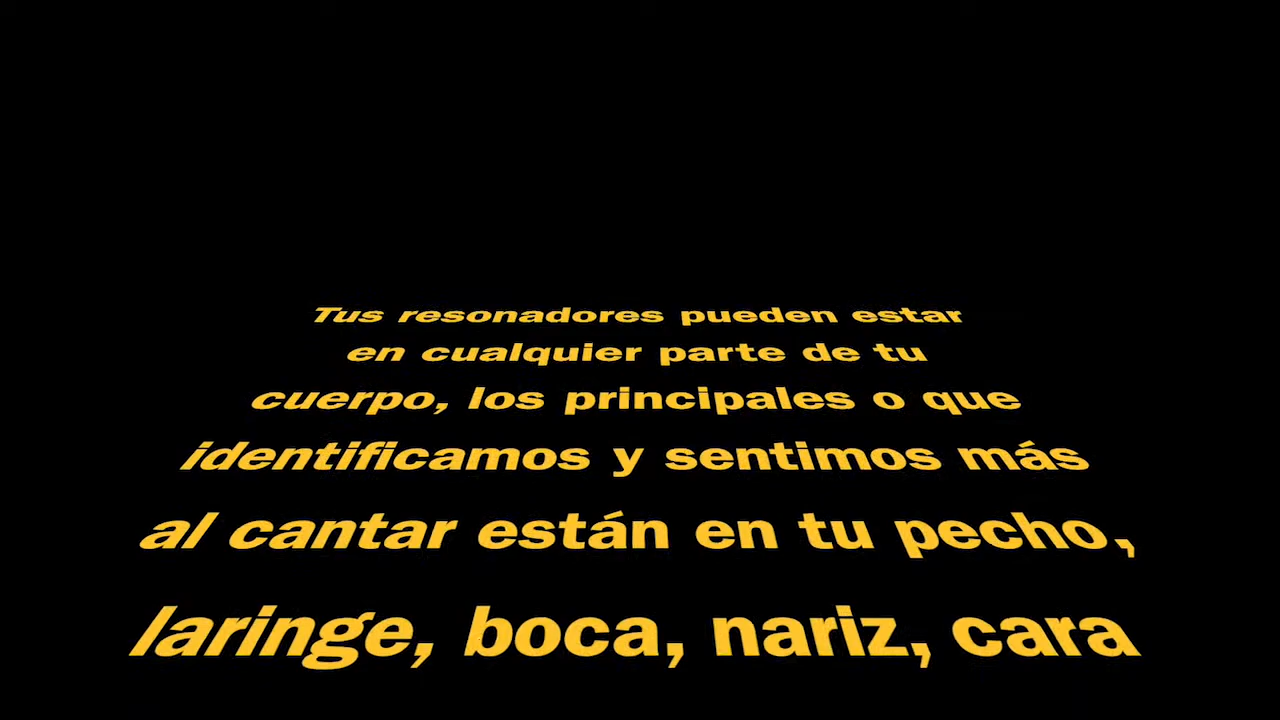 Tus resonadores pueden estar
en cualquier parte de tu
cuerpo, los principales o que
identificamos y sentimos más
al cantar están en tu pecho,
laringe, boca, nariz, cara